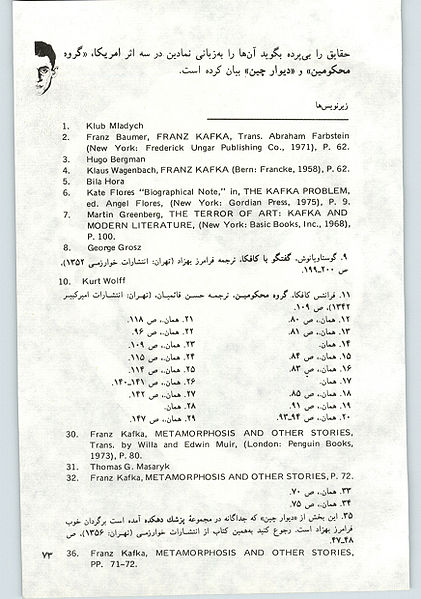 حقایق را بی‌پرده بگوید آن‌ها را به‌زبانی نمادین در سه اثر امریکا، «گروه
محکومین» و «دیوار چین» بیان کرده است.
زیرنویس‌ها
1. Klub Mladych
2. Franz Baumer, FRANZ KAFKA, Trans. Abraham Farbstein
(New York: Frederick Ungar Publishing Co., 1971), P. 62.
3. Hugo Bergman
4. Klaus Wagenbach, FRANZ KAFKA (Bern: Francke, 1958), P. 62.
5. Bila Hora
6. Kate Flores "Biographical Note," in, THE KAFKA PROBLEM,
ed. Angel Flores, (New York: Gordian Press, 1975), P. 9.
7. Martin Greenberg, THE TERROR OF ART: KAFKA AND
MODERN LITERATURE, (New York: Basic Books, Inc., 1968),
P. 100.
8. George Grosz
۹. گوستاویانوش، گفتگو با کافکا، ترجمه فرامرز بهزاد (تهران: انتشارات خوارزمی ۱۳۵۲)،
ص ۲۰۰-۱۹۹.
10. Kurt Wolff
۱۱. فرانتس کافکا، گروه محکومین، ترجمه حسن قائمیان، (تهران: انتشارات امیرکبیر
۱۳۴۲)، ص ۱۰۹.
۱۲. همان.، ص ۸۰.
۱۳. همان.، ص ۸۱.
۱۴. همان.
۱۵. همان.، ص ۸۴.
۱۶. همان.، ص ۸۳.
۱۷. همان.
۱۸. همان.، ص ۸۵.
۱۹. همان.، ص ۹۱.
۲۰. همان.، ص ۹۴-۹۳.
۲۱. همان.، ص ۱۱۸.
۲۲. همان.، ص ۹۶.
۲۳. همان.، ص ۱۰۹.
۲۴. همان.، ص ۱۱۵.
۲۵. همان.، ص ۱۱۴.
۲۶. همان.، ص ۱۴۱-۱۴۰.
۲۷. همان.، ص ۱۴۲.
۲۸. همان.
۲۹. همان.، ص ۱۴۷.
30. Franz Kafka, METAMORPHOSIS AND OTHER STORIES,
Trans. by Willa and Edwin Muir, (London: Penguin Books,
1973), P. 80.
31. Thomas G. Masaryk
32. Franz Kafka, METAMORPHOSIS AND OTHER STORIES, P. 72.
۳۳. همان.، ص ۷۰.
۳۴. همان.، ص ۷۵.
۳۵. این بخش از «دیوار چین» که جداگانه در مجموعهٔ پزشک دهکده آمده است برگردان خوب
فرامرز بهزاد است. رجوع کنید به‌همین کتاب از انتشارات خوارزمی (تهران: ۱۳۵۶)، ص
۴۸-۴۷.
36. Franz Kafka, METAMORPHOSIS AND OTHER STORIES,
PP. 71-72.
۷۳